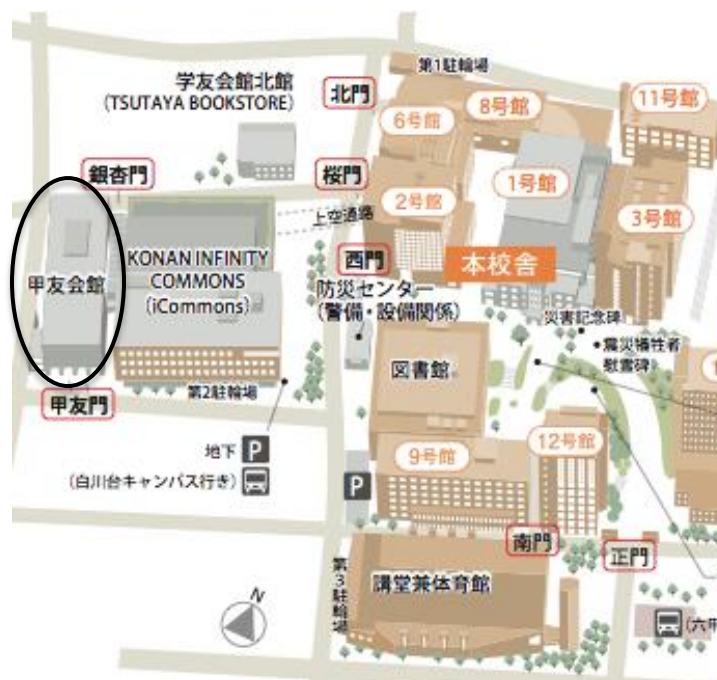 第1駐輪場
学友会館北館
(TSUTAYA BOOKSTORE)
北門
6号館
8号館
11号館
銀杏門
桜門
2号館
1号館
3号館
上空通路
甲友会館
KONAN INFINITY
COMMONS
(iCommons)
西門
本校舎
防災センター
(警備・設備関係)
災害記念碑
震災犠牲者
慰霊碑
図書館
甲友門
第2駐輪場
地下 P
(白川台キャンパス行き)
9号館
12号館
P
南門
正門
第3駐輪場
講堂兼体育館
N
(六甲